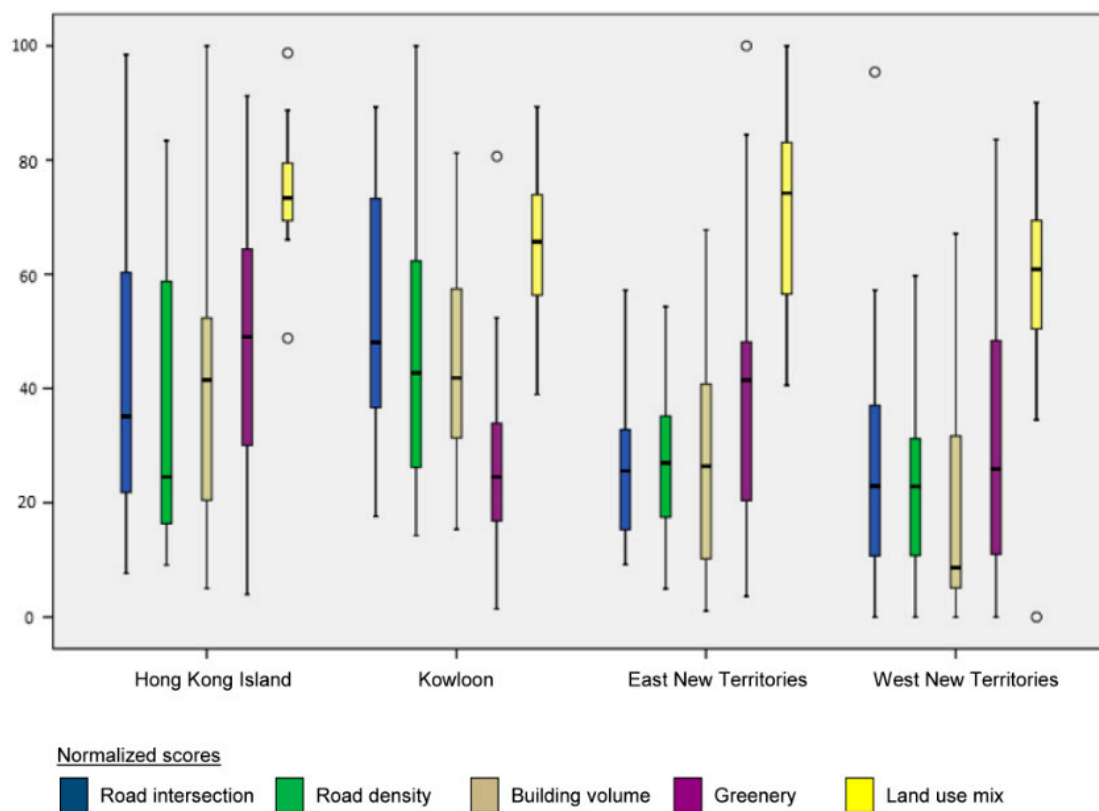 100
80
60
40
20
0
Hong Kong Island Kowloon East New Territories West New Territories
Normalized scores
Road intersection Road density Building volume Greenery Land use mix